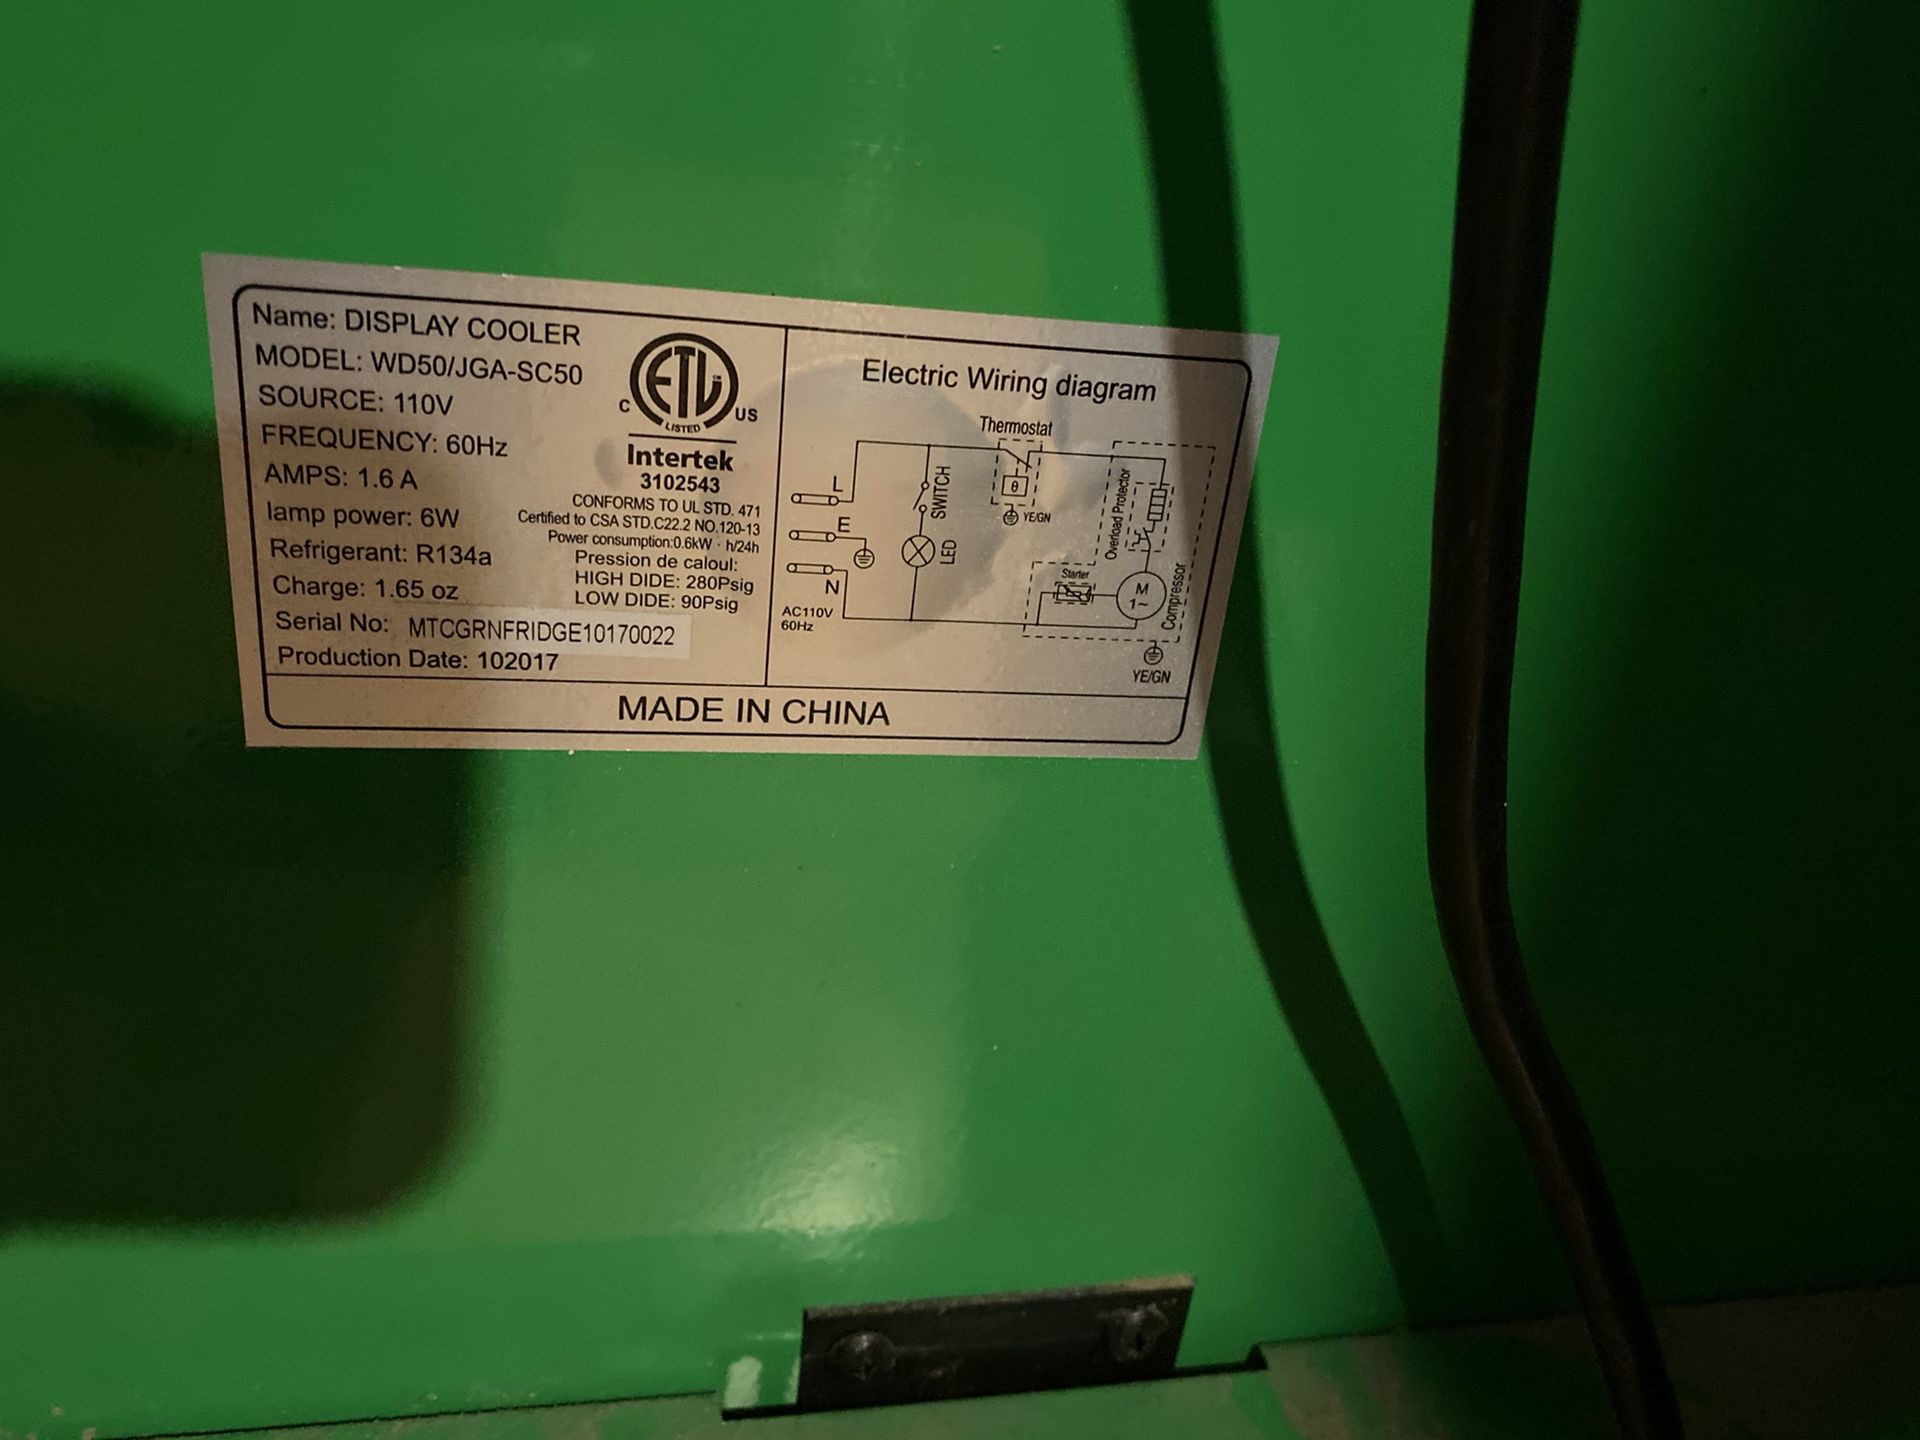 Name: DISPLAY COOLER
MODEL: WD50/JGA-SC50
SOURCE: 110V
FREQUENCY: 60Hz
AMPS: 1.6 A
lamp power: 6W
Refrigerant: R134a
Charge: 1.65 oz
Serial No: MTCGRNFRIDGE10170022
Production Date: 102017
ETL CM
LISTED
C US
Intertek
3102543
CONFORMS TO UL STD. 471
Certified to CSA STD.C22.2 NO.120-13
Power consumption:0.6kW · h/24h
Pression de caloul:
HIGH DIDE: 280Psig
LOW DIDE: 90Psig
Electric Wiring diagram
Thermostat
L
E
N
AC110V
60Hz
SWITCH
LED
θ
YE/GN
Overload Protector
Starter
M
1~
Compressor
YE/GN
MADE IN CHINA